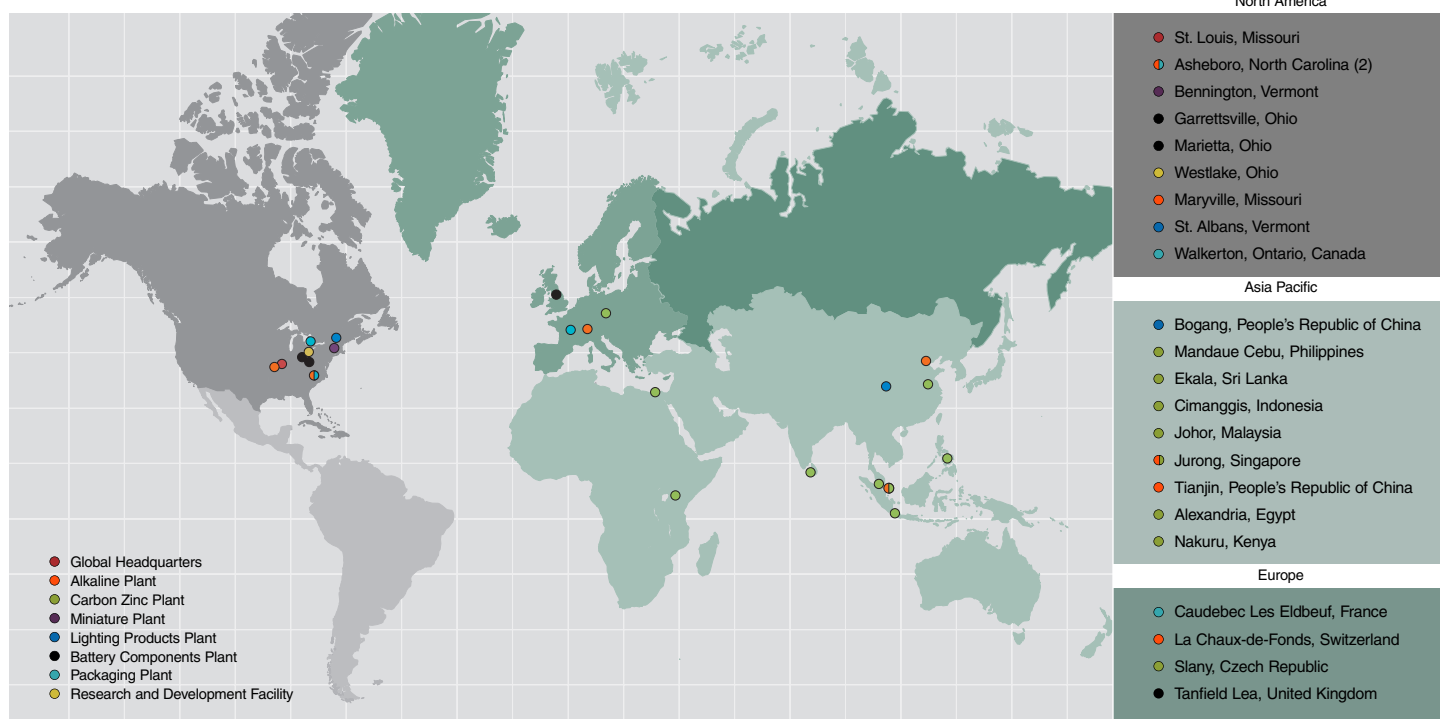 North America
St. Louis, Missouri
Asheboro, North Carolina (2)
Bennington, Vermont
Garrettsville, Ohio
Marietta, Ohio
Westlake, Ohio
Maryville, Missouri
St. Albans, Vermont
Walkerton, Ontario, Canada
Asia Pacific
Bogang, People’s Republic of China
Mandaue Cebu, Philippines
Ekala, Sri Lanka
Cimanggis, Indonesia
Johor, Malaysia
Jurong, Singapore
Tianjin, People’s Republic of China
Alexandria, Egypt
Nakuru, Kenya
Europe
Caudebec Les Eldbeuf, France
La Chaux-de-Fonds, Switzerland
Slany, Czech Republic
Tanfield Lea, United Kingdom
Global Headquarters
Alkaline Plant
Carbon Zinc Plant
Miniature Plant
Lighting Products Plant
Battery Components Plant
Packaging Plant
Research and Development Facility